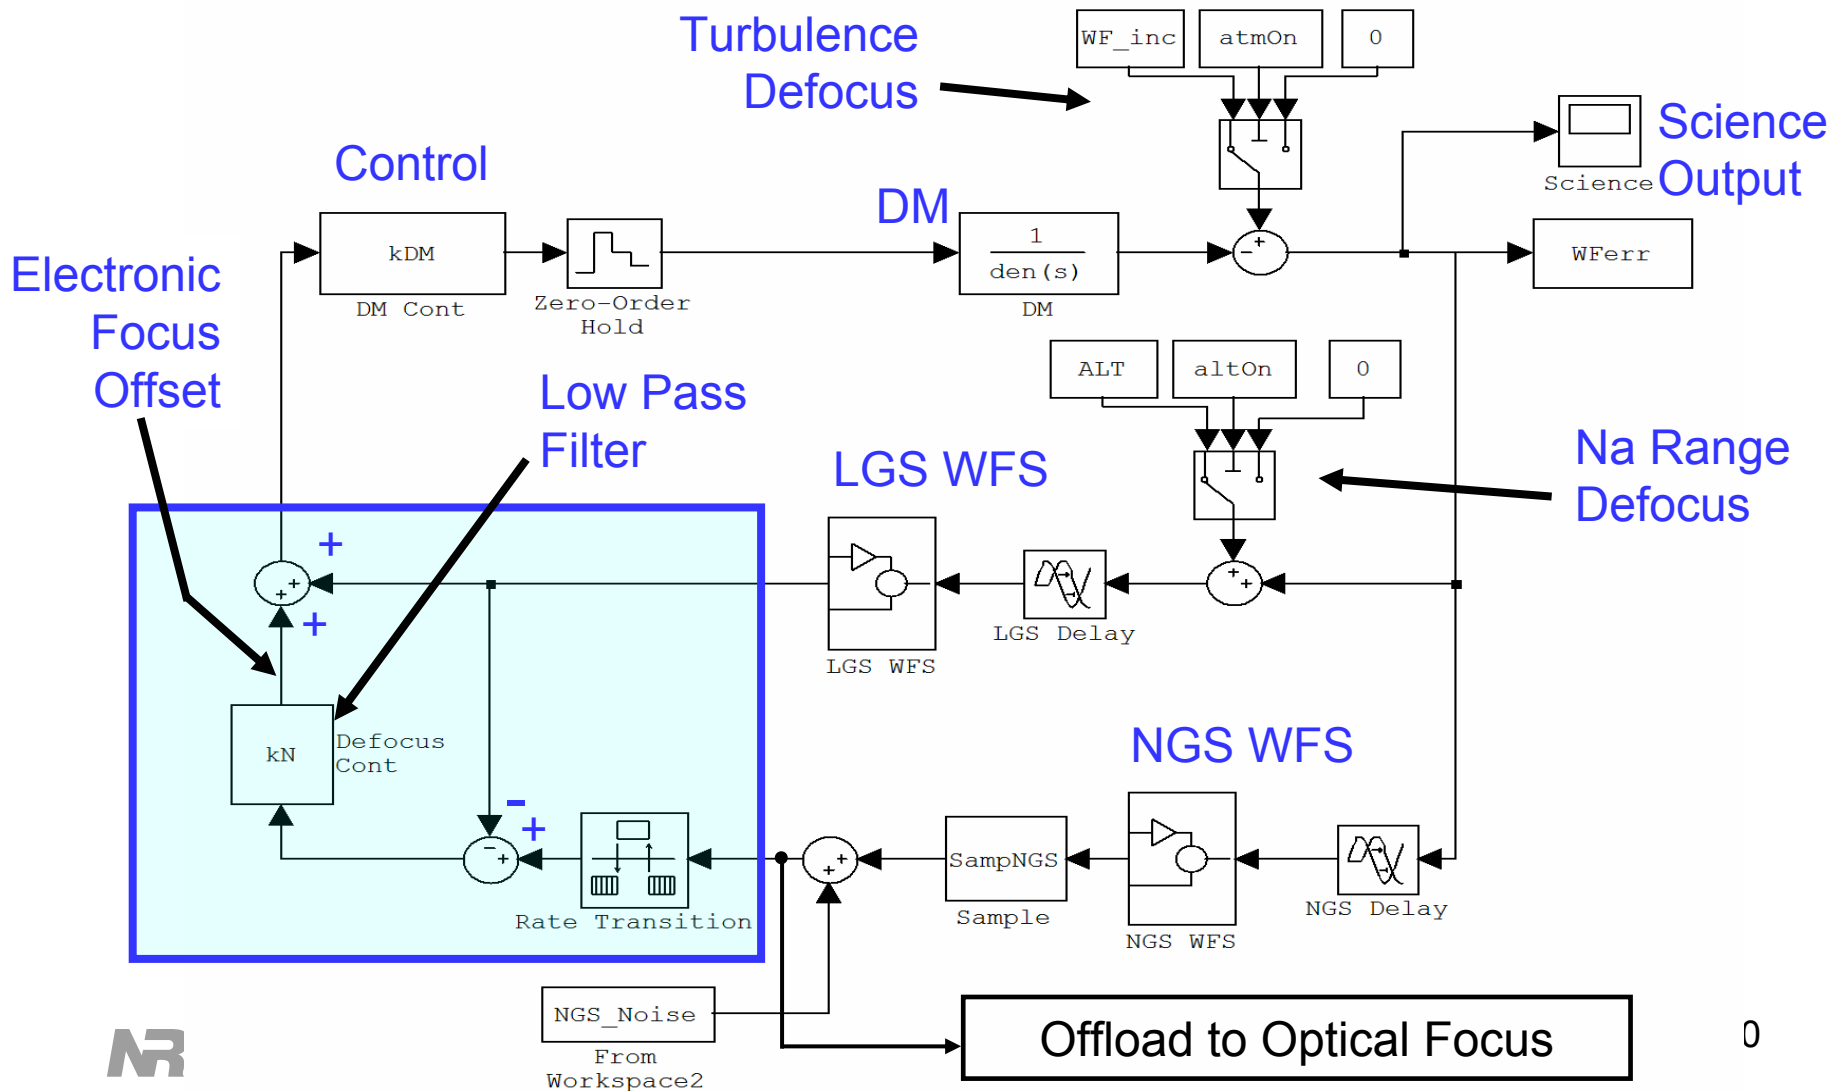 Turbulence
Defocus
WF_inc
atmOn
0
Science
Output
Science
Control
DM
kDM
DM Cont
Zero-Order
Hold
1
den(s)
DM
+
-
WFerr
Electronic
Focus
Offset
Low Pass
Filter
ALT
altOn
0
Na Range
Defocus
LGS WFS
LGS WFS
LGS Delay
+
+
+
+
+
+
kN
Defocus
Cont
-
+
-
+
Rate Transition
NGS WFS
+
+
SampNGS
Sample
NGS WFS
NGS Delay
NGS_Noise
From
Workspace2
Offload to Optical Focus
NR